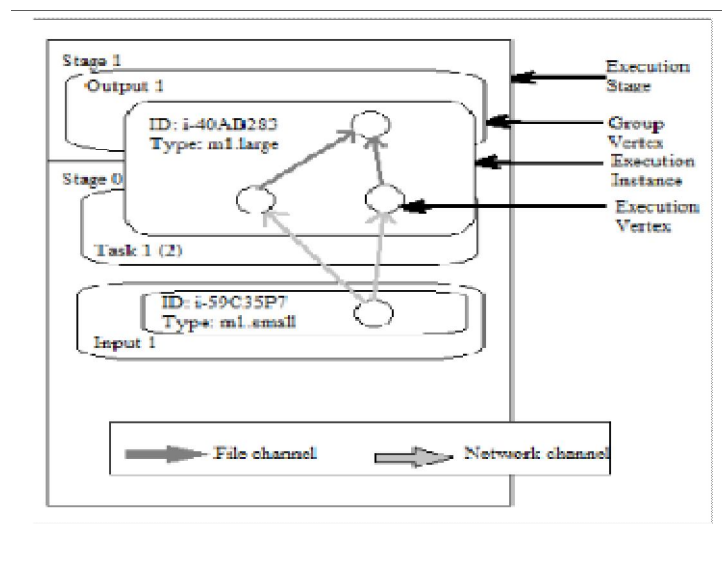 Stage 1
Output 1
ID: i-40AB283
Type: m1.large
Stage 0
Task 1 (2)
ID: i-59C35P7
Type: m1.small
Input 1
Execution
Stage
Group
Vertex
Execution
Instance
Execution
Vertex
File channel
Network channel